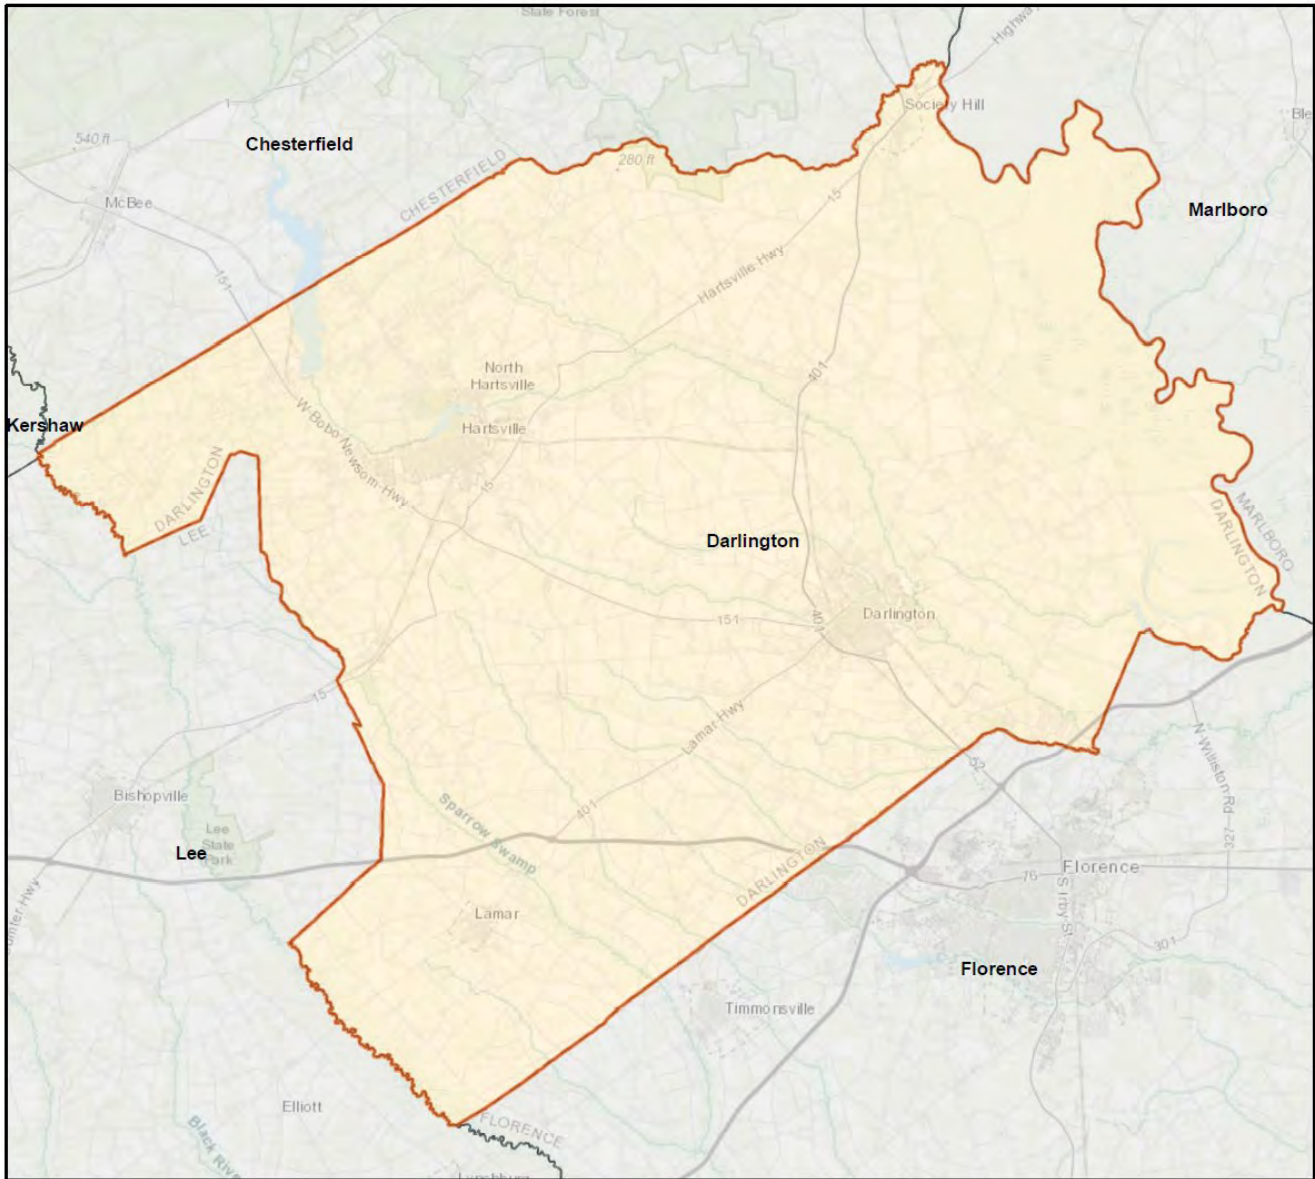 State Forest
Highway
Society Hill
1
540 ft
Chesterfield
280 ft
CHESTERFIELD
McBee
15
Marlboro
151
Hartsville Hwy
North
Hartsville
401
Kershaw
W Bobo Newsom Hwy
Hartsville
DARLINGTON
LEE
15
MARLBORO
DARLINGTON
Darlington
Darlington
151
401
15
Lamar Hwy
52
N Williston Rd
Bishopville
Sparrow Swamp
401
Lee
State
Park
Lee
327
DARLINGTON
Florence
76
S Irby St
Lamar
301
Florence
Timmonsville
Elliott
FLORENCE
Black River
Lynchburg